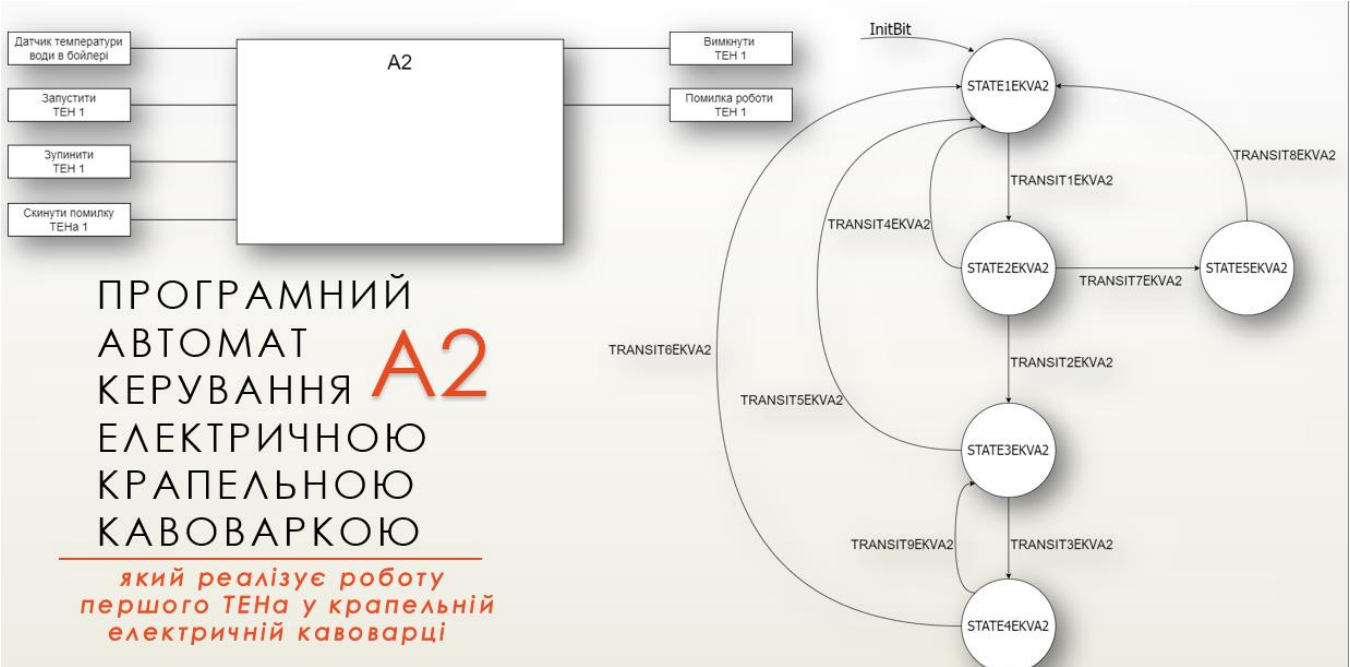 Датчик температури
води в бойлері
Запустити
ТЕН 1
Зупинити
ТЕН 1
Скинути помилку
ТЕНа 1
А2
Вимкнути
ТЕН 1
Помилка роботи
ТЕН 1
ПРОГРАМНИЙ
АВТОМАТ
КЕРУВАННЯ А2
ЕЛЕКТРИЧНОЮ
КРАПЕЛЬНОЮ
КАВОВАРКОЮ
який реалізує роботу
першого ТЕНа у крапельній
електричній кавоварці
InitBit
STATE1EKVA2
TRANSIT8EKVA2
TRANSIT1EKVA2
TRANSIT4EKVA2
STATE2EKVA2
TRANSIT7EKVA2
STATE5EKVA2
TRANSIT6EKVA2
TRANSIT2EKVA2
TRANSIT5EKVA2
STATE3EKVA2
TRANSIT9EKVA2
TRANSIT3EKVA2
STATE4EKVA2